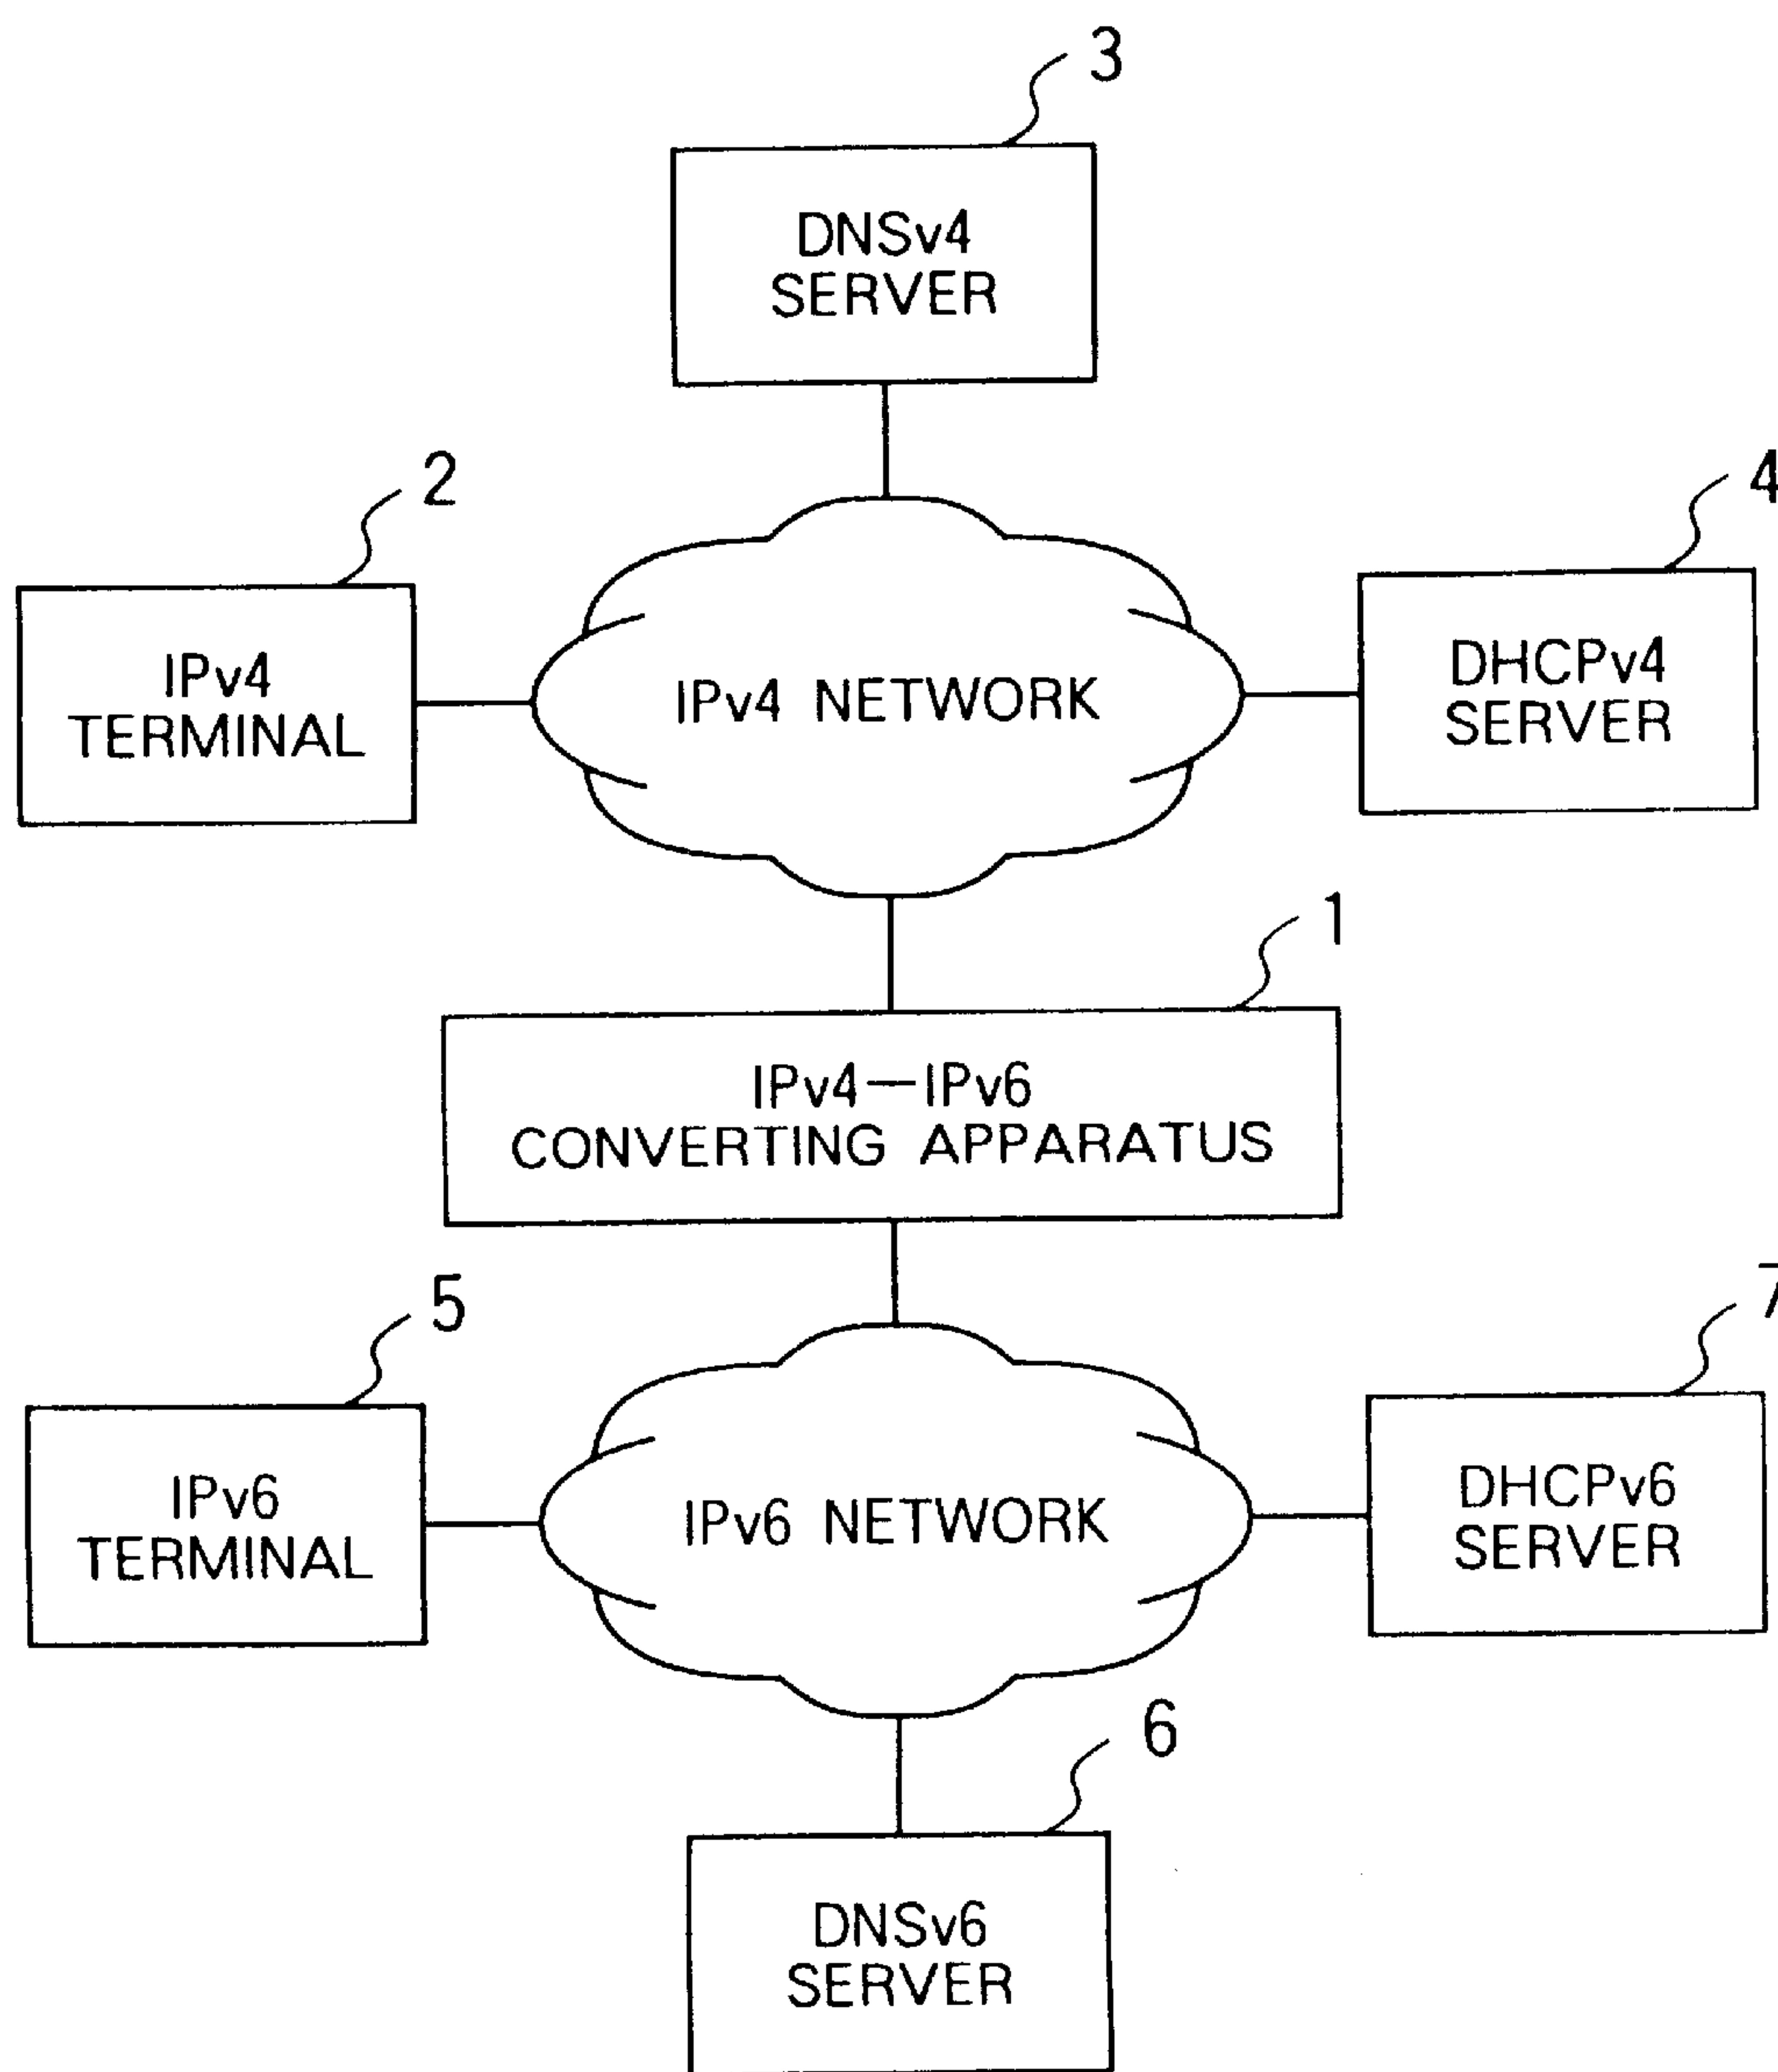 3
DNSv4
SERVER
2
4
IPv4
TERMINAL
IPv4 NETWORK
DHCPv4
SERVER
1
IPv4—IPv6
CONVERTING APPARATUS
5
7
IPv6
TERMINAL
IPv6 NETWORK
DHCPv6
SERVER
6
DNSv6
SERVER